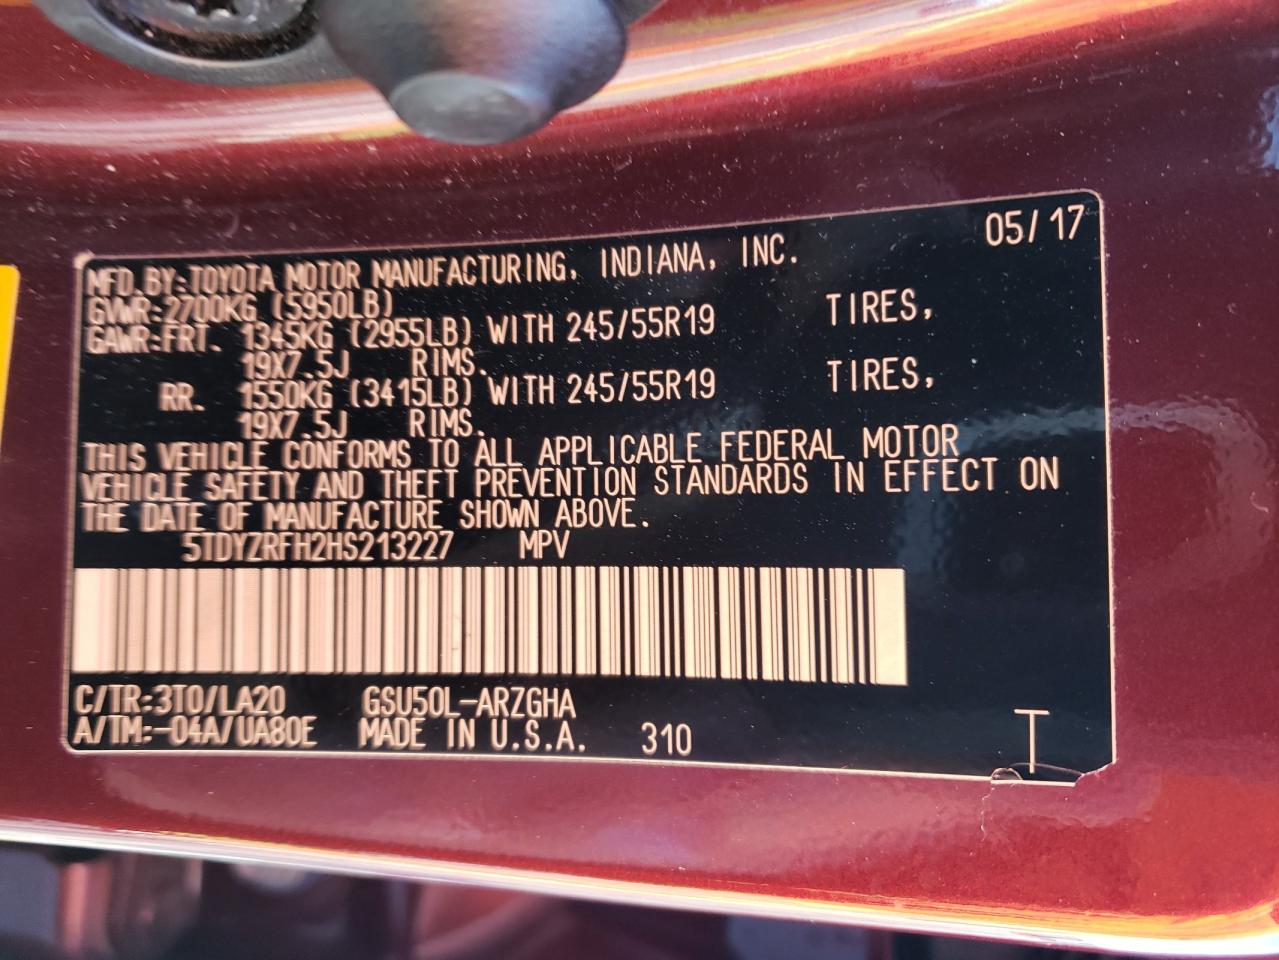 05/17
MFD.BY:TOYOTA MOTOR MANUFACTURING, INDIANA, INC.
GVWR:2700KG (5950LB)
GAWR:FRT. 1345KG (2955LB) WITH 245/55R19 TIRES,
19X7.5J RIMS.
RR. 1550KG (3415LB) WITH 245/55R19 TIRES,
19X7.5J RIMS.
THIS VEHICLE CONFORMS TO ALL APPLICABLE FEDERAL MOTOR
VEHICLE SAFETY AND THEFT PREVENTION STANDARDS IN EFFECT ON
THE DATE OF MANUFACTURE SHOWN ABOVE.
5TDYZRFH2HS213227 MPV
C/TR:3T0/LA20 GSU50L-ARZGHA
A/TM:-04A/UA80E MADE IN U.S.A. 310 T